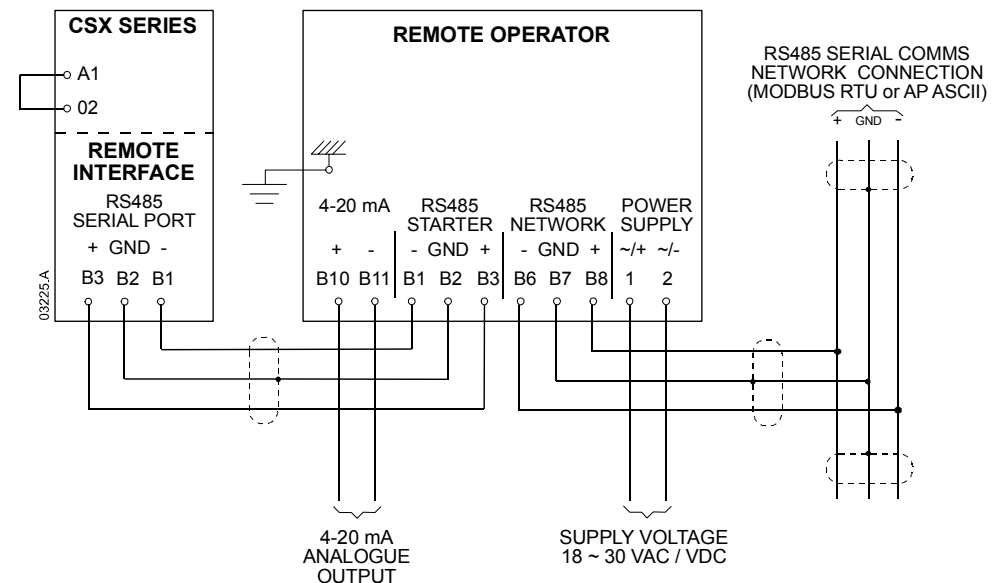 CSX SERIES
A1
02
REMOTE
INTERFACE
RS485
SERIAL PORT
+ GND -
B3 B2 B1
03225.A
REMOTE OPERATOR
4-20 mA
+ -
B10 B11
RS485
STARTER
- GND +
B1 B2 B3
RS485
NETWORK
- GND +
B6 B7 B8
POWER
SUPPLY
~/+ ~/-
1 2
RS485 SERIAL COMMS
NETWORK CONNECTION
(MODBUS RTU or AP ASCII)
+ GND -
4-20 mA
ANALOGUE
OUTPUT
SUPPLY VOLTAGE
18 ~ 30 VAC / VDC